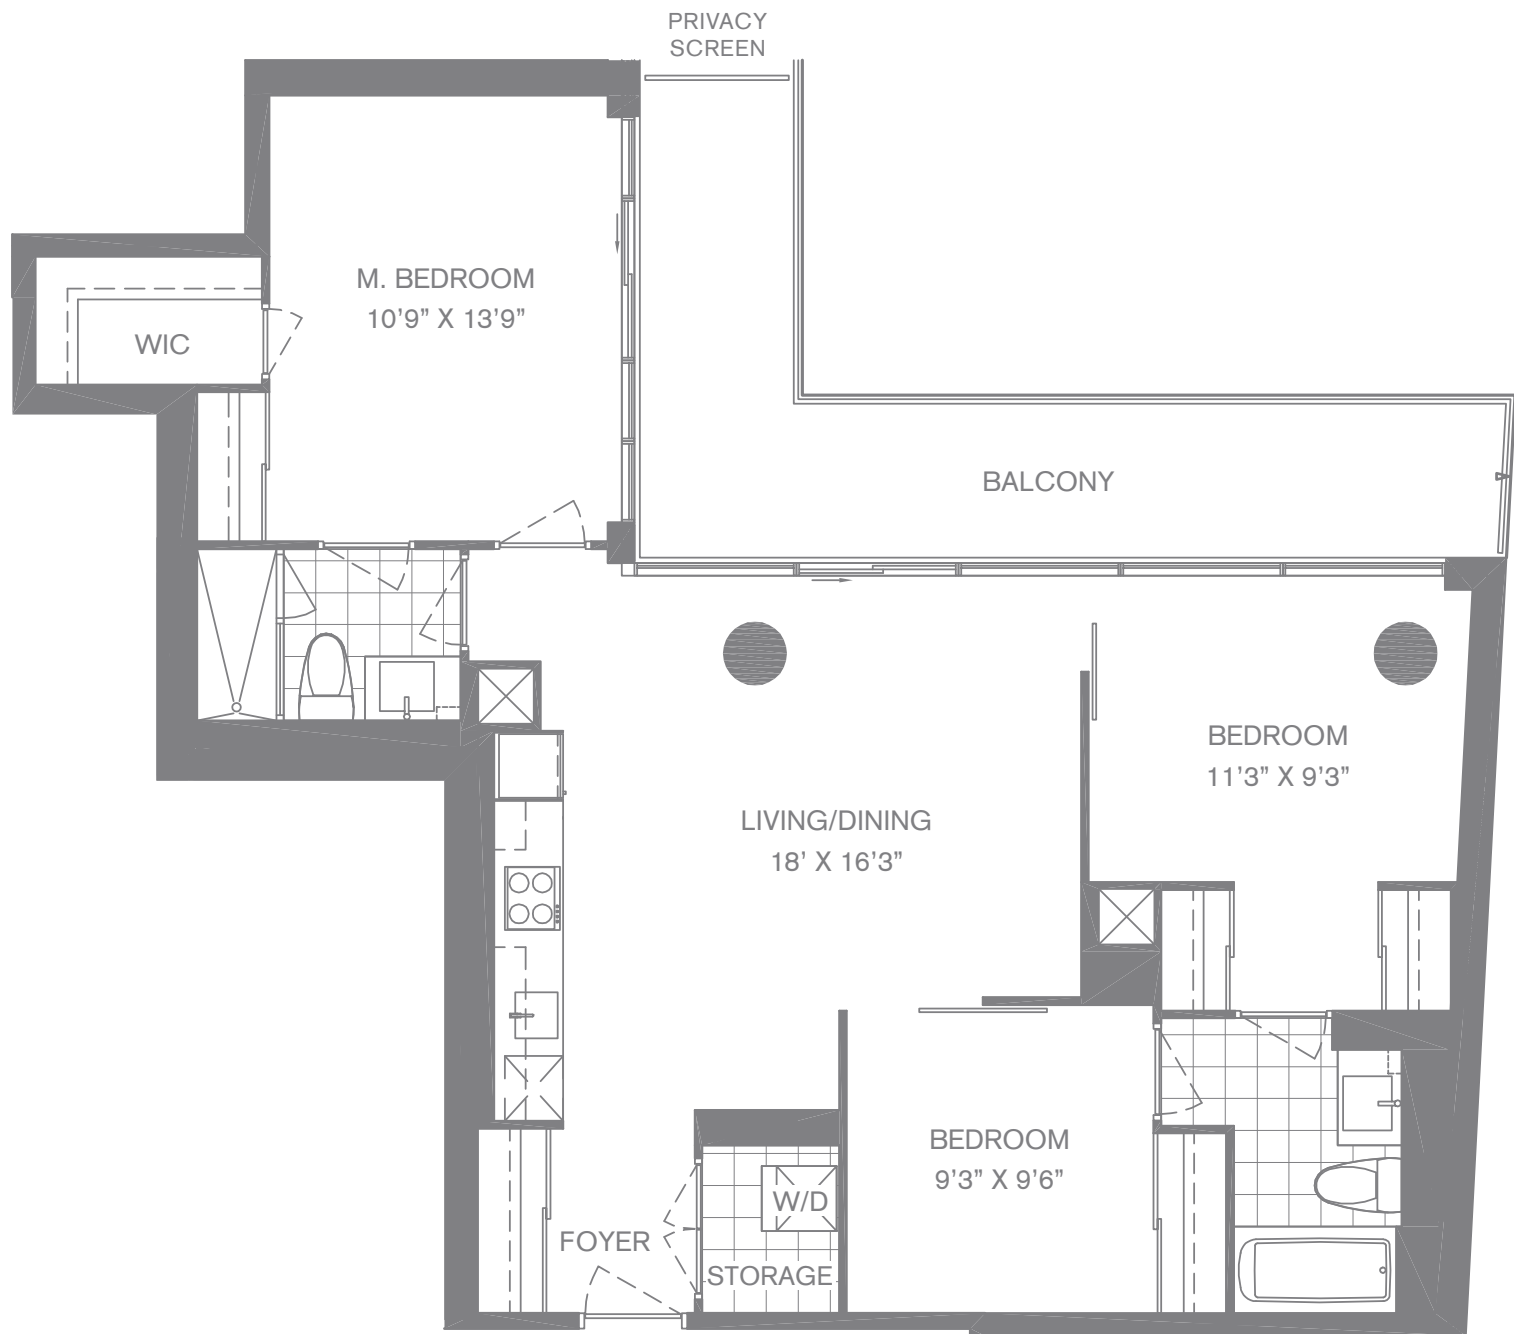 PRIVACY
SCREEN
M. BEDROOM
10'9" X 13'9"
WIC
BALCONY
BEDROOM
11'3" X 9'3"
LIVING/DINING
18' X 16'3"
BEDROOM
9'3" X 9'6"
W/D
FOYER
STORAGE